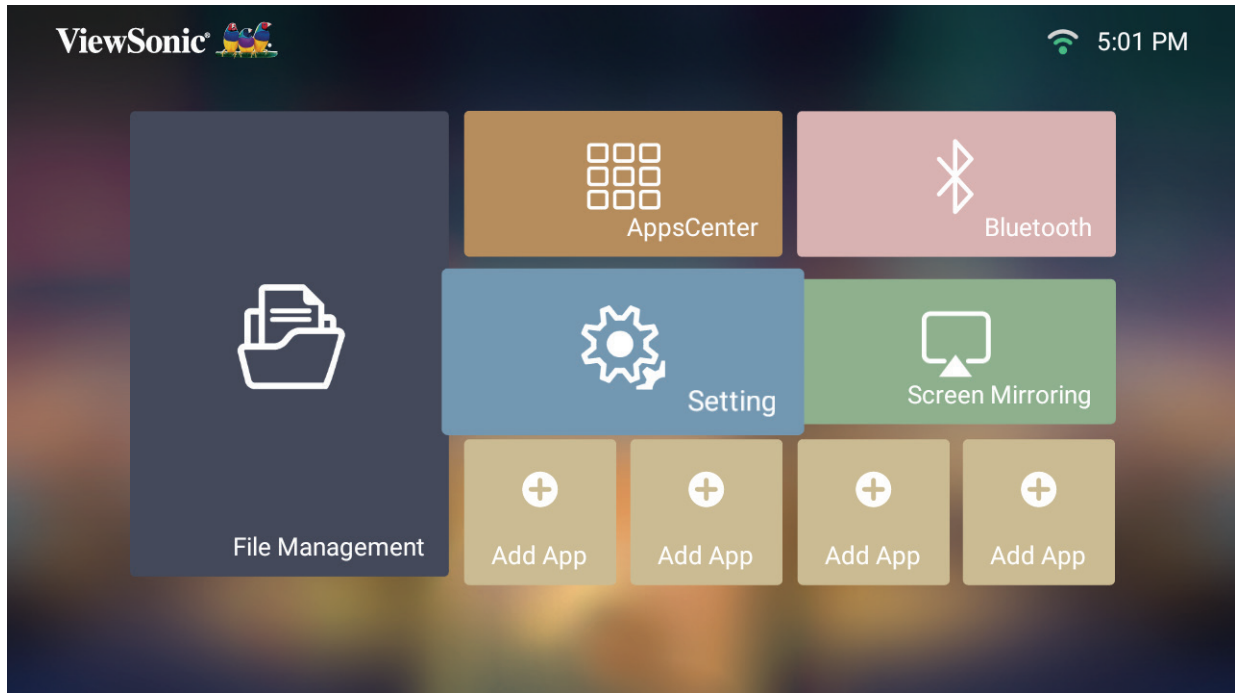 ViewSonic®
5:01 PM
AppsCenter
Bluetooth
Setting
Screen Mirroring
File Management
Add App
Add App
Add App
Add App